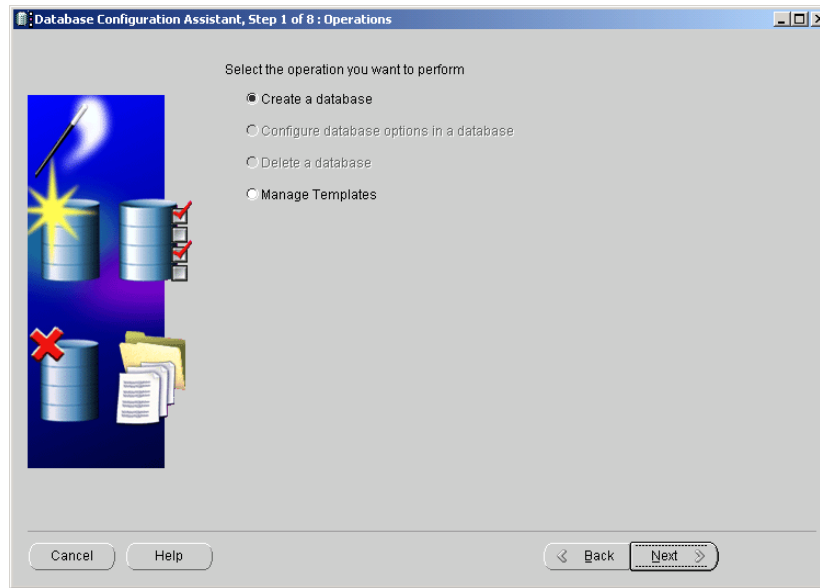 Database Configuration Assistant, Step 1 of 8 : Operations
Select the operation you want to perform
Create a database
Configure database options in a database
Delete a database
Manage Templates
Cancel
Help
Back
Next